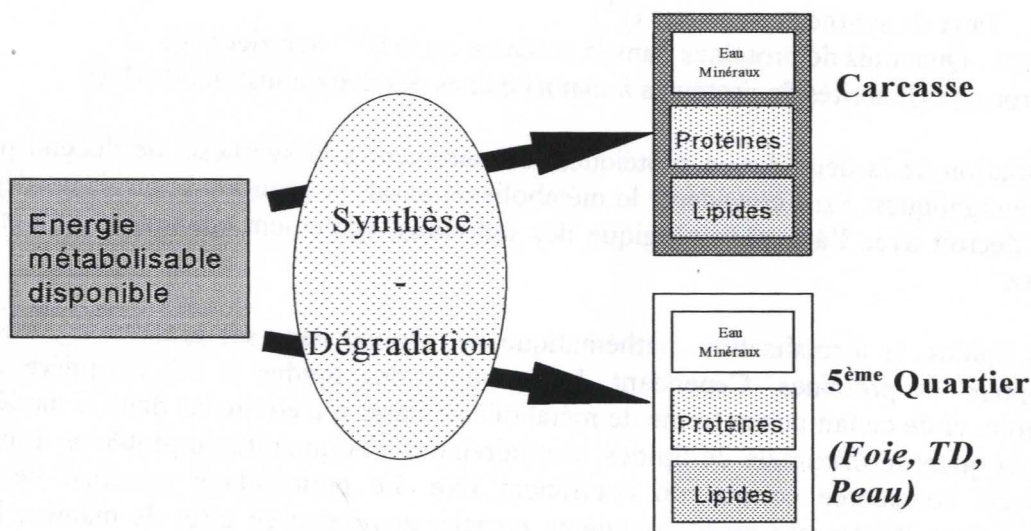 Energie
métabolisable
disponible
Synthèse
-
Dégradation
Eau
Minéraux
Protéines
Lipides
Carcasse
Eau
Minéraux
Protéines
Lipides
5ème Quartier
(Foie, TD,
Peau)